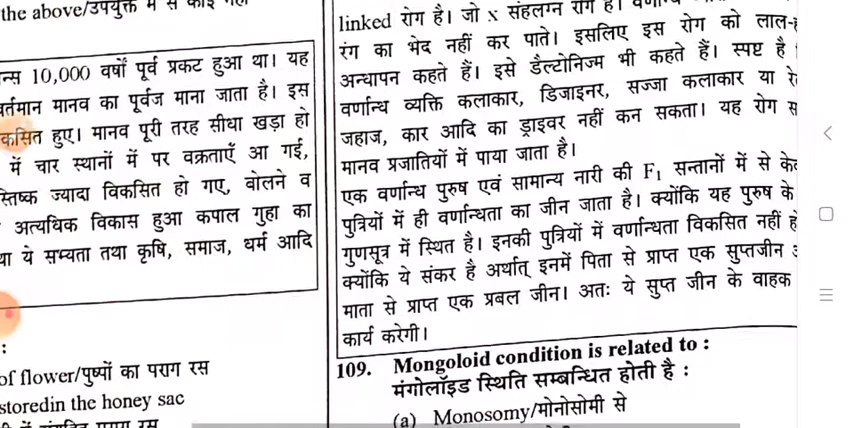 the above/उपर्युक्त में से कोई नहीं
न्स 10,000 वर्षों पूर्व प्रकट हुआ था। यह
वर्तमान मानव का पूर्वज माना जाता है। इस
कसित हुए। मानव पूरी तरह सीधा खड़ा हो
में चार स्थानों में पर वक्रताएँ आ गई,
स्तिष्क ज्यादा विकसित हो गए, बोलने व
अत्यधिक विकास हुआ कपाल गुहा का
था ये सभ्यता तथा कृषि, समाज, धर्म आदि
:
of flower/पुष्पों का पराग रस
storedin the honey sac
linked रोग है। जो x संहलग्न रोग है।
रंग का भेद नहीं कर पाते। इसलिए इस रोग को लाल-ह
अन्धापन कहते हैं। इसे डैल्टोनिज्म भी कहते हैं। स्पष्ट है
वर्णान्ध व्यक्ति कलाकार, डिजाइनर, सज्जा कलाकार या रे
जहाज, कार आदि का ड्राइवर नहीं कन सकता। यह रोग स
मानव प्रजातियों में पाया जाता है।
एक वर्णान्ध पुरुष एवं सामान्य नारी की F₁ सन्तानों में से केव
पुत्रियों में ही वर्णान्धता का जीन जाता है। क्योंकि यह पुरुष के
गुणसूत्र में स्थित है। इनकी पुत्रियों में वर्णान्धता विकसित नहीं हो
क्योंकि ये संकर है अर्थात् इनमें पिता से प्राप्त एक सुप्तजीन
माता से प्राप्त एक प्रबल जीन। अतः ये सुप्त जीन के वाहक
कार्य करेगी।
109. Mongoloid condition is related to :
मंगोलॉइड स्थिति सम्बन्धित होती है :
(a) Monosomy/मोनोसोमी से